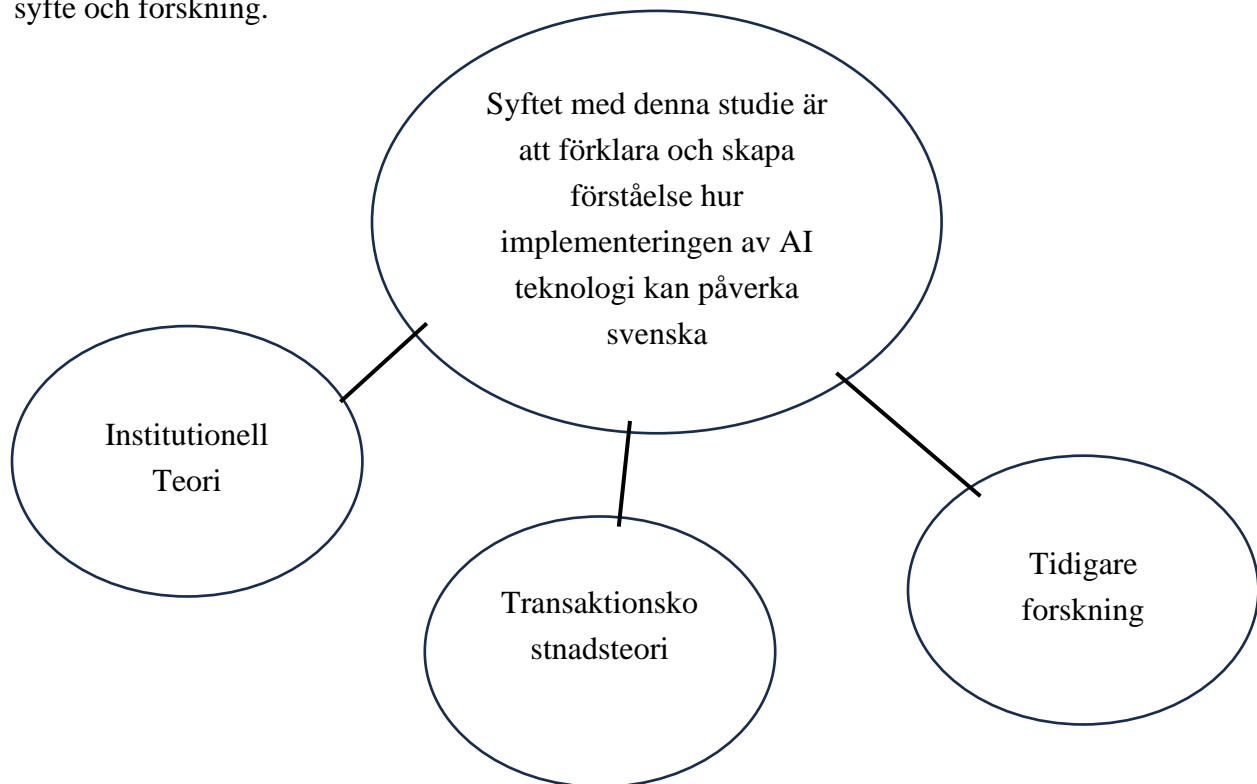 syfte och forskning.
Syftet med denna studie är
att förklara och skapa
förståelse hur
implementeringen av AI
teknologi kan påverka
svenska
Institutionell
Teori
Transaktionsko
stnadsteori
Tidigare
forskning